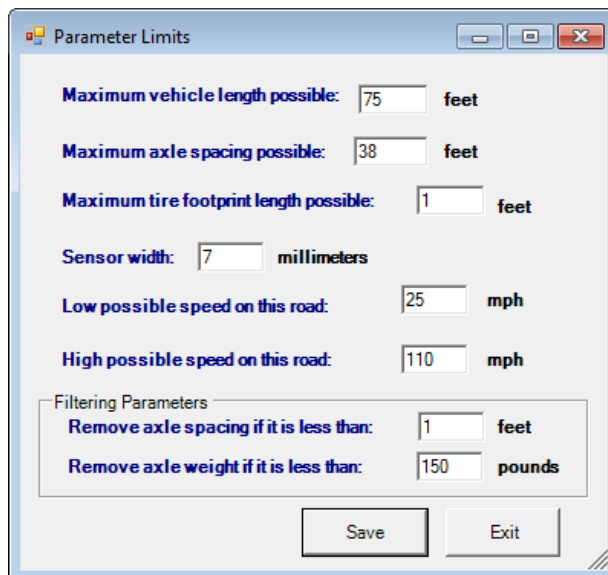 Parameter Limits
Maximum vehicle length possible: 75 feet
Maximum axle spacing possible: 38 feet
Maximum tire footprint length possible: 1 feet
Sensor width: 7 millimeters
Low possible speed on this road: 25 mph
High possible speed on this road: 110 mph
Filtering Parameters
Remove axle spacing if it is less than: 1 feet
Remove axle weight if it is less than: 150 pounds
Save Exit